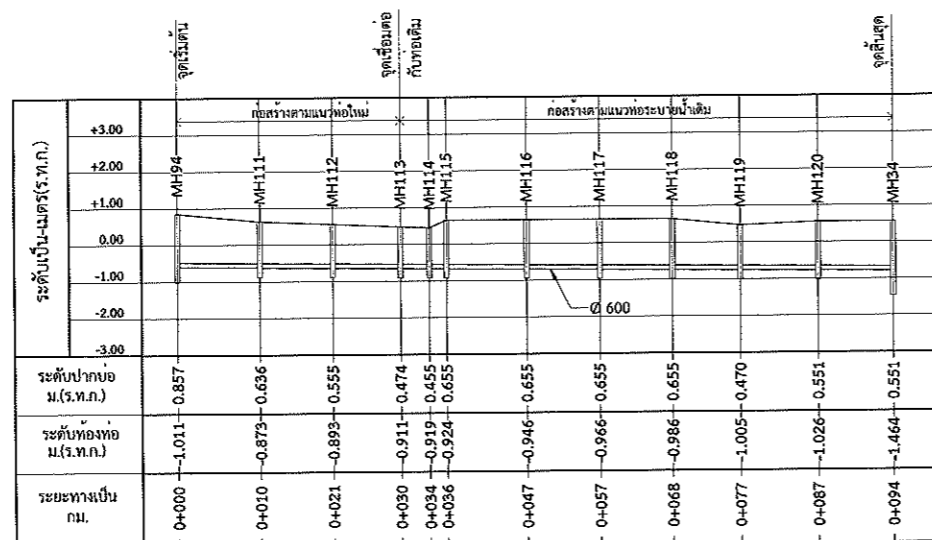 จุดเริ่มต้น
จุดเชื่อมต่อ
กับท่อเดิม
จุดสิ้นสุด
ก่อสร้างตามแนวท่อใหม่
ก่อสร้างตามแนวท่อระบายน้ำเดิม
ระดับเป็น-เมตร(ร.ท.ก.)
+3.00
+2.00
+1.00
0.00
-1.00
-2.00
-3.00
MH94
MH111
MH112
MH113
MH114
MH115
MH116
MH117
MH118
MH119
MH120
MH34
Ø 600
ระดับปากบ่อ
ม.(ร.ท.ก.)
0.857 0.636 0.555 0.474 0.455 0.655 0.655 0.655 0.655 0.470 0.551 0.551
ระดับท้องท่อ
ม.(ร.ท.ก.)
-1.011 -0.873 -0.893 -0.911 -0.919 -0.924 -0.946 -0.966 -0.986 -1.005 -1.026 -1.464
ระยะทางเป็น
กม.
0+000 0+010 0+021 0+030 0+034 0+036 0+047 0+057 0+068 0+077 0+087 0+094